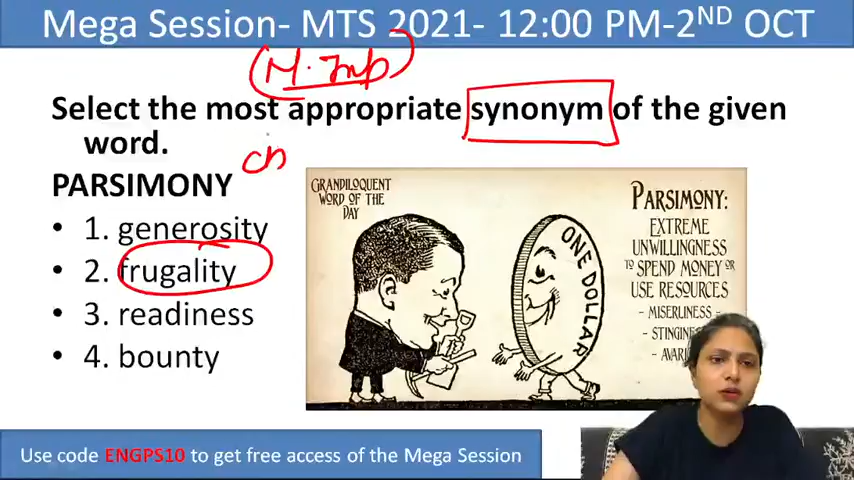 Mega Session- MTS 2021- 12:00 PM-2ND OCT
(M. Imp)
Select the most appropriate synonym of the given
word.
PARSIMONY
• 1. generosity
• 2. frugality
• 3. readiness
• 4. bounty
GRANDILOQUENT
WORD OF THE
DAY
ONE DOLLAR
PARSIMONY:
EXTREME
UNWILLINGNESS
TO SPEND MONEY OR
USE RESOURCES
- MISERLINESS -
Use code ENGPS10 to get free access of the Mega Session